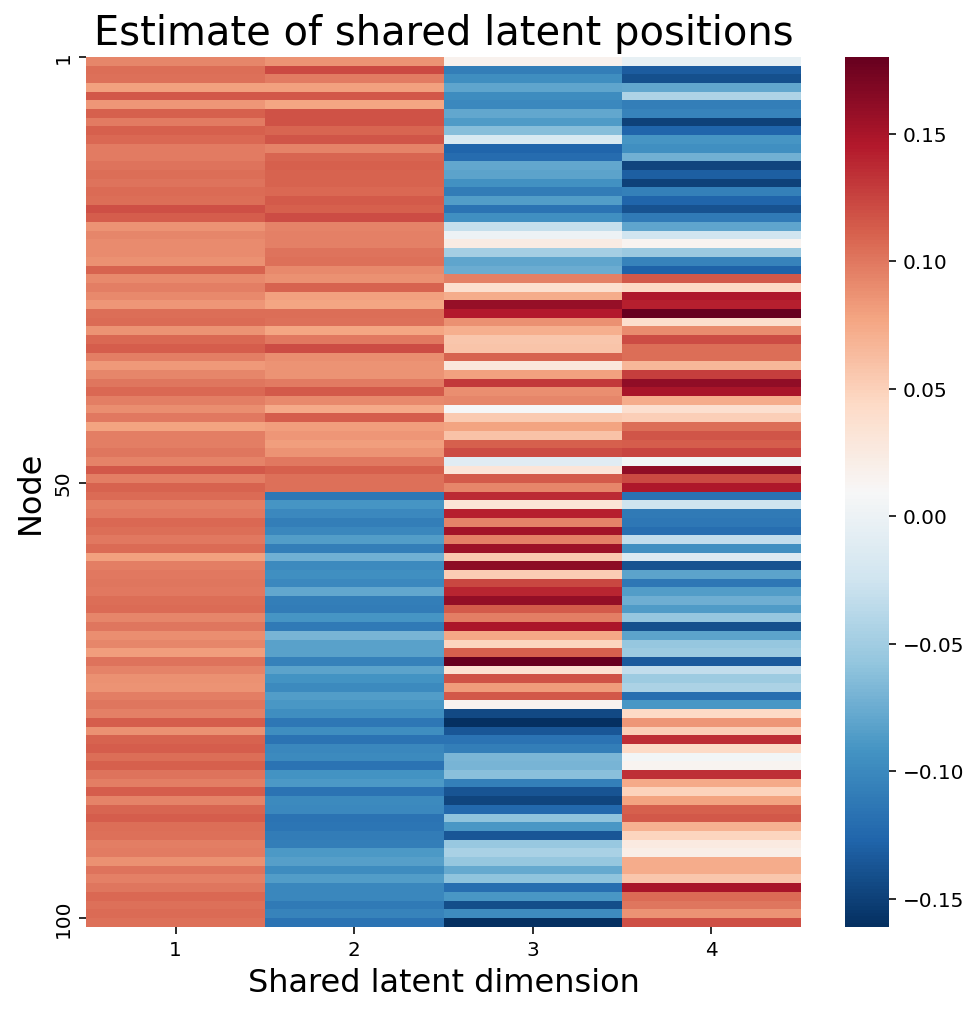 Estimate of shared latent positions
1
50
100
Node
1 2 3 4
Shared latent dimension
0.15
0.10
0.05
0.00
−0.05
−0.10
−0.15